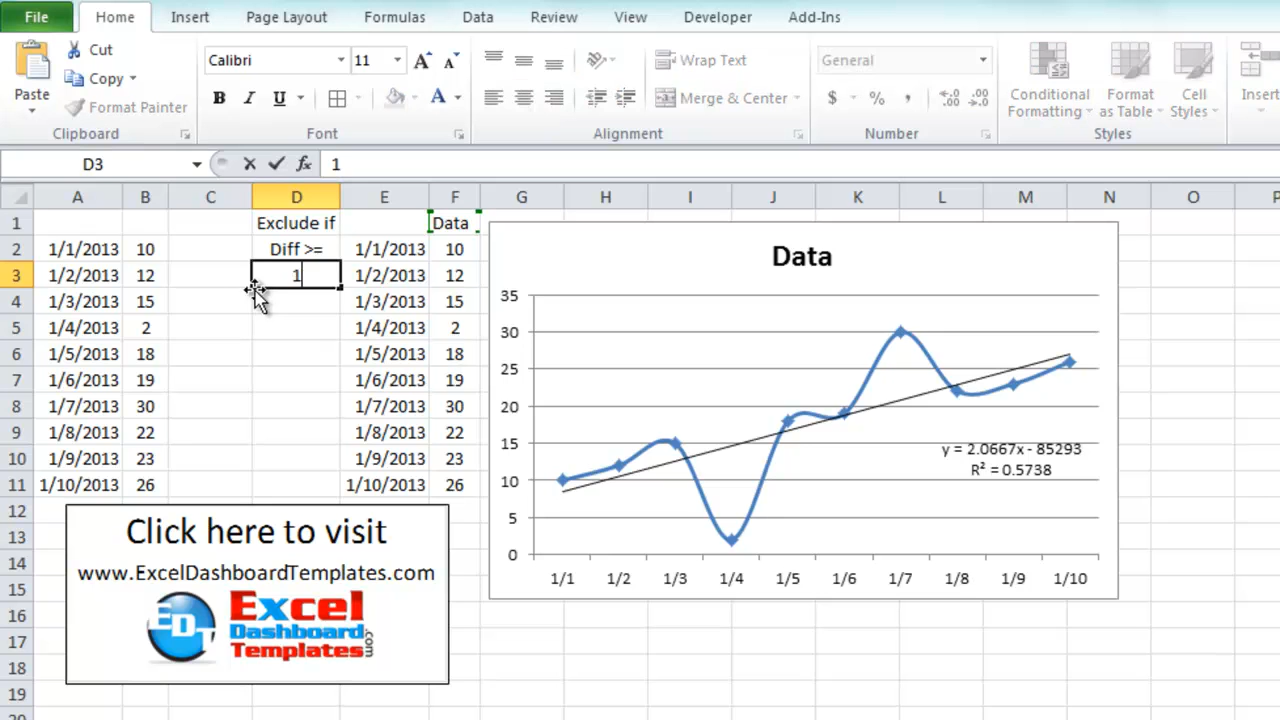 File Home Insert Page Layout Formulas Data Review View Developer Add-Ins
Paste Cut Calibri 11 Wrap Text General Conditional Formatting Format as Table Cell Styles Insert
Copy
Format Painter B I U A Merge & Center $ % , .00 .00
Clipboard Font Alignment Number Styles
D3 fx 1
A B C D E F G H I J K L M N O P
1 Exclude if Data
2 1/1/2013 10 Diff >= 1/1/2013 10
3 1/2/2013 12 1 1/2/2013 12
4 1/3/2013 15 1/3/2013 15
5 1/4/2013 2 1/4/2013 2
6 1/5/2013 18 1/5/2013 18
7 1/6/2013 19 1/6/2013 19
8 1/7/2013 30 1/7/2013 30
9 1/8/2013 22 1/8/2013 22
10 1/9/2013 23 1/9/2013 23
11 1/10/2013 26 1/10/2013 26
12
13
14
15
16
17
18
19
Data
35
30
25
20
15
10
5
0
y = 2.0667x - 85293
R² = 0.5738
1/1 1/2 1/3 1/4 1/5 1/6 1/7 1/8 1/9 1/10
Click here to visit
www.ExcelDashboardTemplates.com
EDT
Excel
Dashboard
Templates
.com